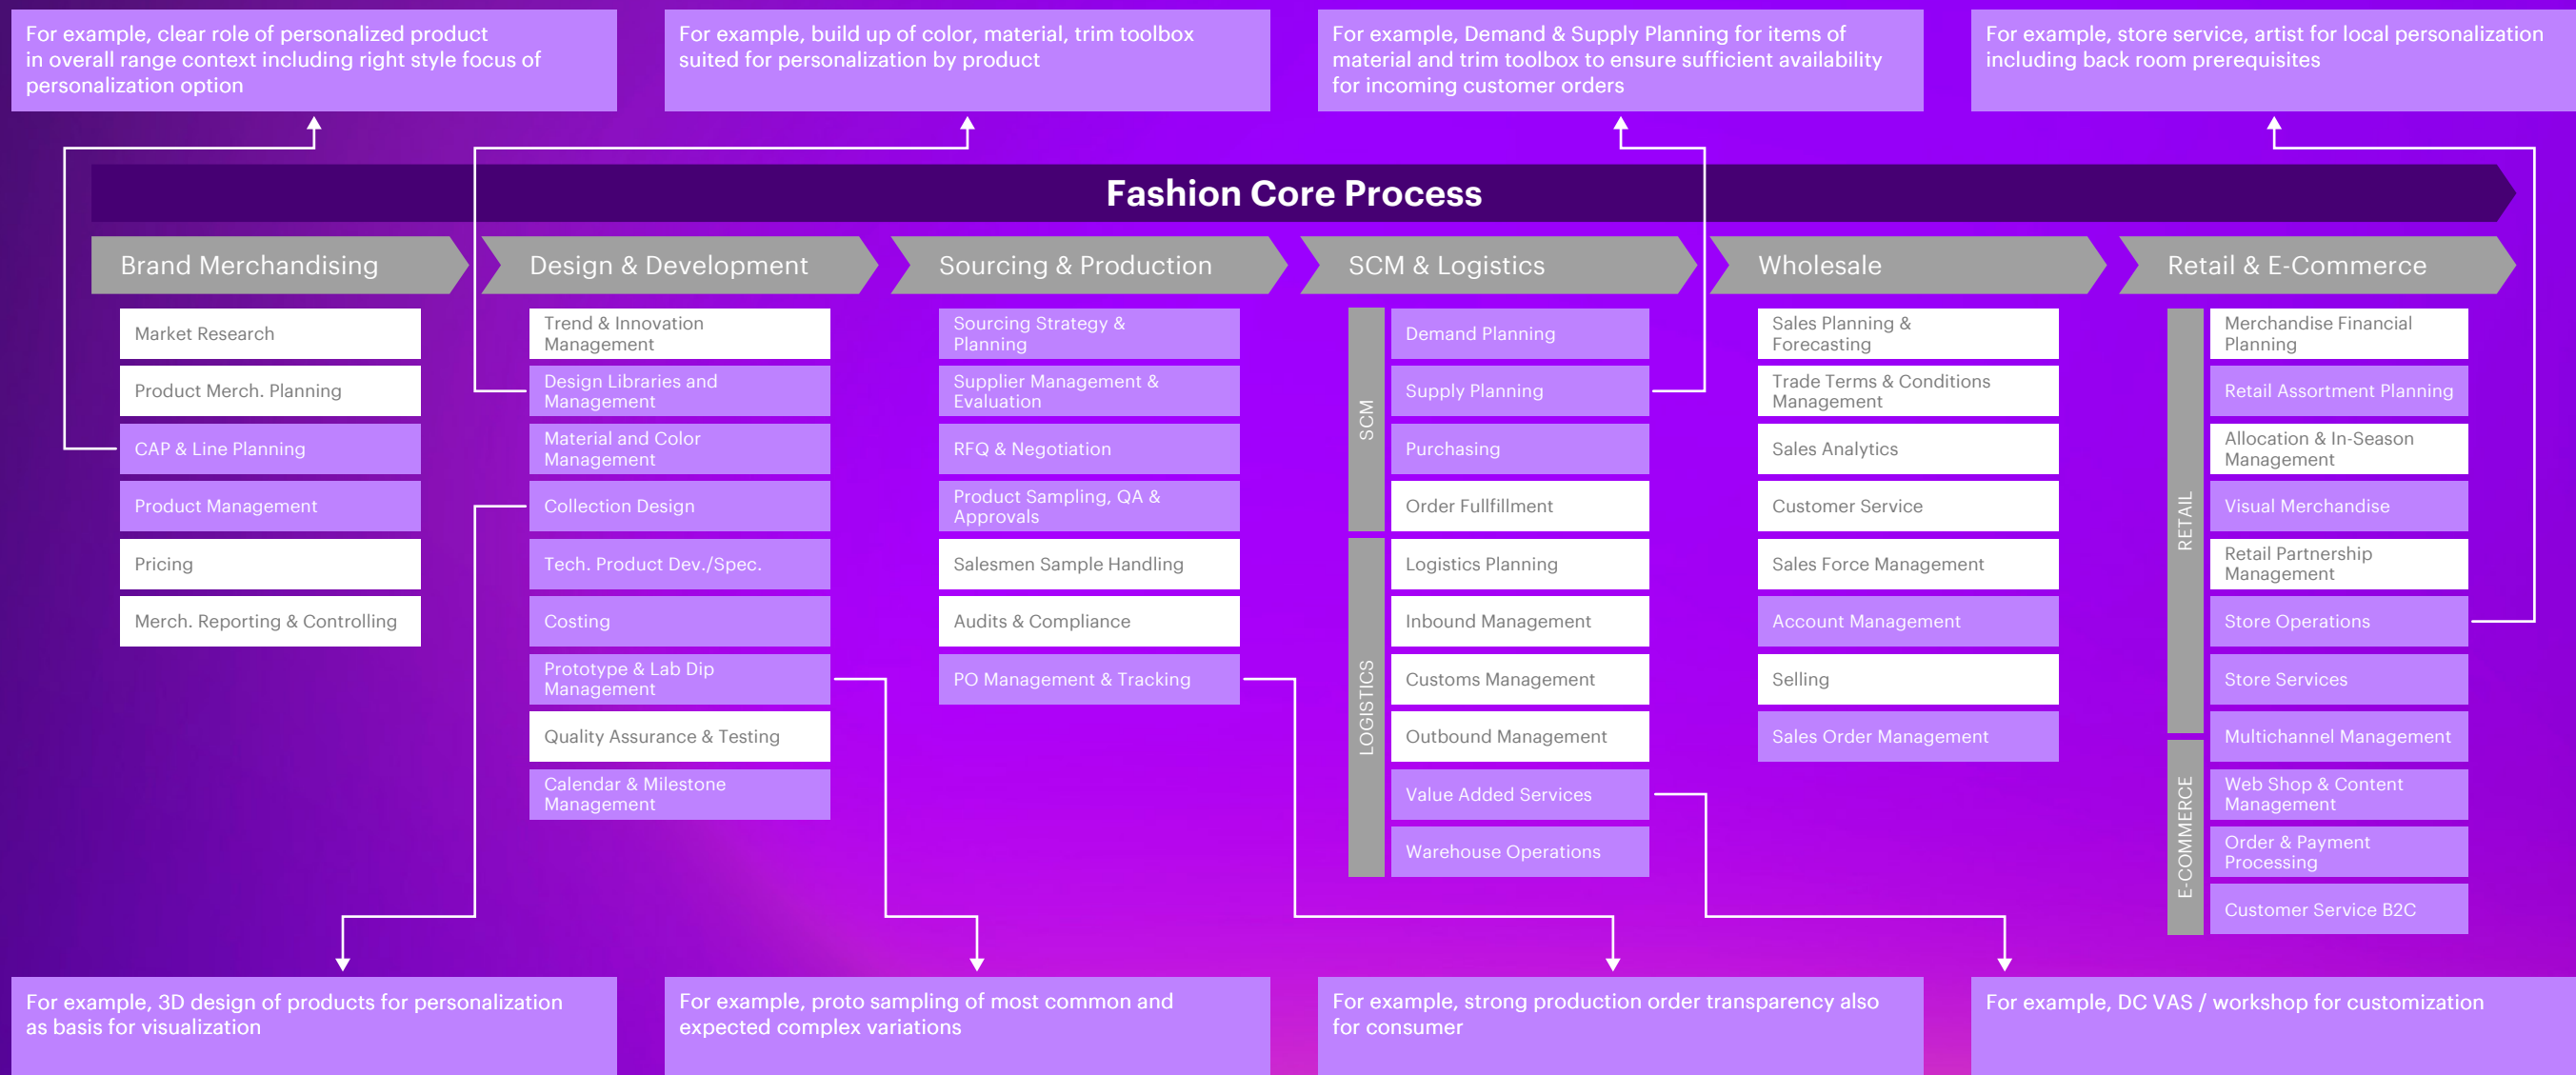 For example, clear role of personalized product
in overall range context including right style focus of
personalization option
For example, build up of color, material, trim toolbox
suited for personalization by product
For example, Demand & Supply Planning for items of
material and trim toolbox to ensure sufficient availability
for incoming customer orders
For example, store service, artist for local personalization
including back room prerequisites
Fashion Core Process
Brand Merchandising
Market Research
Product Merch. Planning
CAP & Line Planning
Product Management
Pricing
Merch. Reporting & Controlling
Design & Development
Trend & Innovation
Management
Design Libraries and
Management
Material and Color
Management
Collection Design
Tech. Product Dev./Spec.
Costing
Prototype & Lab Dip
Management
Quality Assurance & Testing
Calendar & Milestone
Management
Sourcing & Production
Sourcing Strategy &
Planning
Supplier Management &
Evaluation
RFQ & Negotiation
Product Sampling, QA &
Approvals
Salesmen Sample Handling
Audits & Compliance
PO Management & Tracking
SCM & Logistics
SCM
Demand Planning
Supply Planning
Purchasing
Order Fullfillment
LOGISTICS
Logistics Planning
Inbound Management
Customs Management
Outbound Management
Value Added Services
Warehouse Operations
Wholesale
Sales Planning &
Forecasting
Trade Terms & Conditions
Management
Sales Analytics
Customer Service
Sales Force Management
Account Management
Selling
Sales Order Management
Retail & E-Commerce
RETAIL
Merchandise Financial
Planning
Retail Assortment Planning
Allocation & In-Season
Management
Visual Merchandise
Retail Partnership
Management
Store Operations
Store Services
Multichannel Management
E-COMMERCE
Web Shop & Content
Management
Order & Payment
Processing
Customer Service B2C
For example, 3D design of products for personalization
as basis for visualization
For example, proto sampling of most common and
expected complex variations
For example, strong production order transparency also
for consumer
For example, DC VAS / workshop for customization